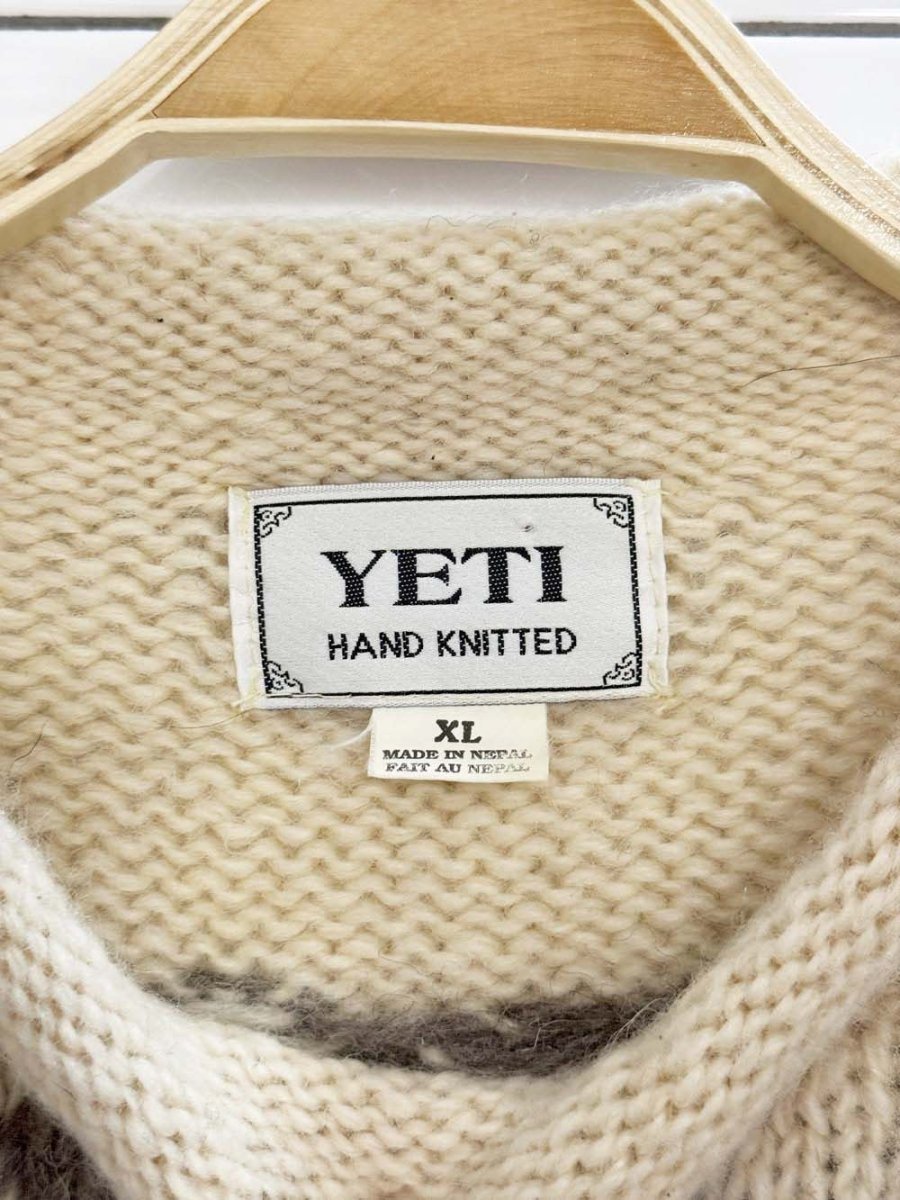 YETI
HAND KNITTED
XL
MADE IN NEPAL
FAIT AU NEPAL